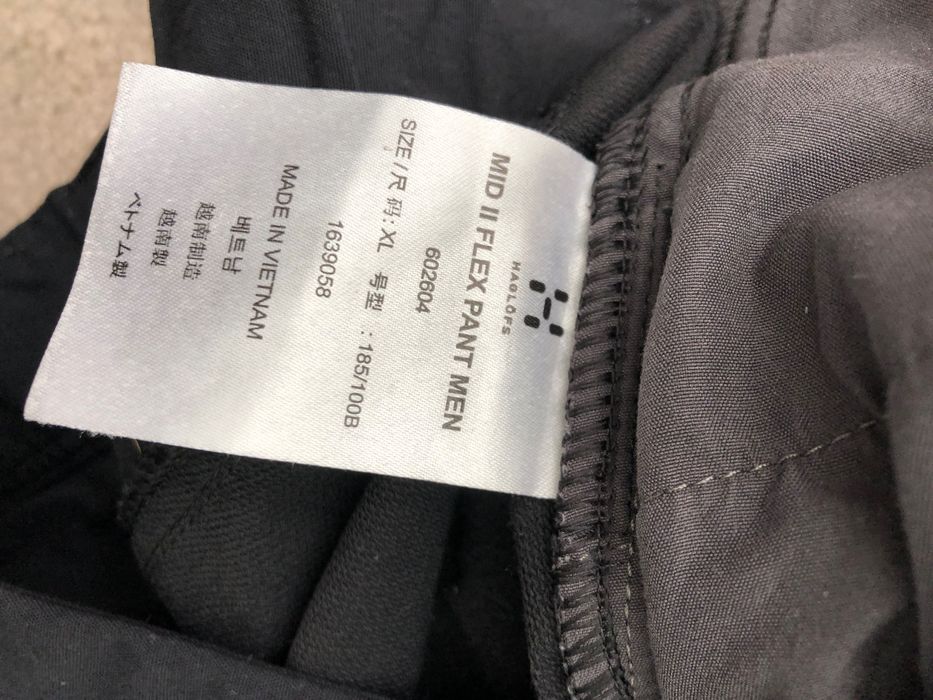 HAGLÖFS
MID II FLEX PANT MEN
602604
SIZE/尺码: XL 号型 : 185/100B
1639058
MADE IN VIETNAM
베트남
越南制造
越南製
ベトナム製